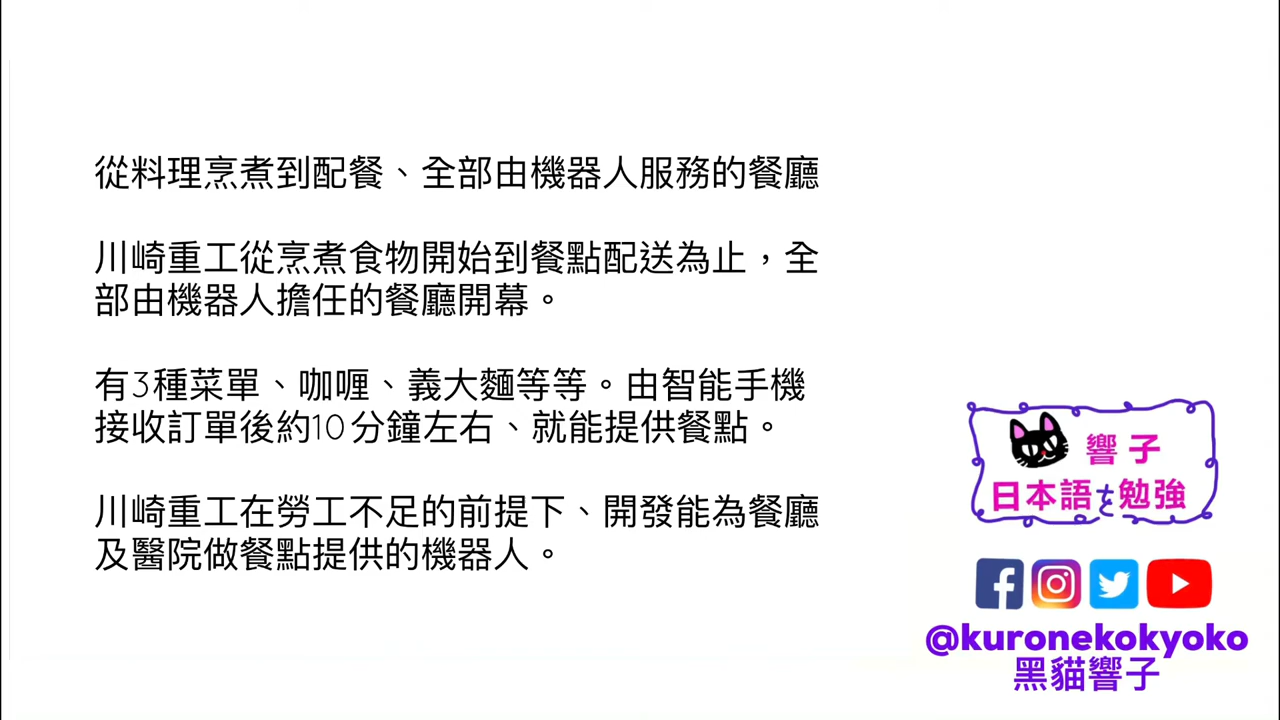 從料理烹煮到配餐、全部由機器人服務的餐廳
川崎重工從烹煮食物開始到餐點配送為止，全
部由機器人擔任的餐廳開幕。
有3種菜單、咖喱、義大麵等等。由智能手機
接收訂單後約10分鐘左右、就能提供餐點。
川崎重工在勞工不足的前提下、開發能為餐廳
及醫院做餐點提供的機器人。
響子
日本語を勉強
@kuronekokyoko
黑貓響子